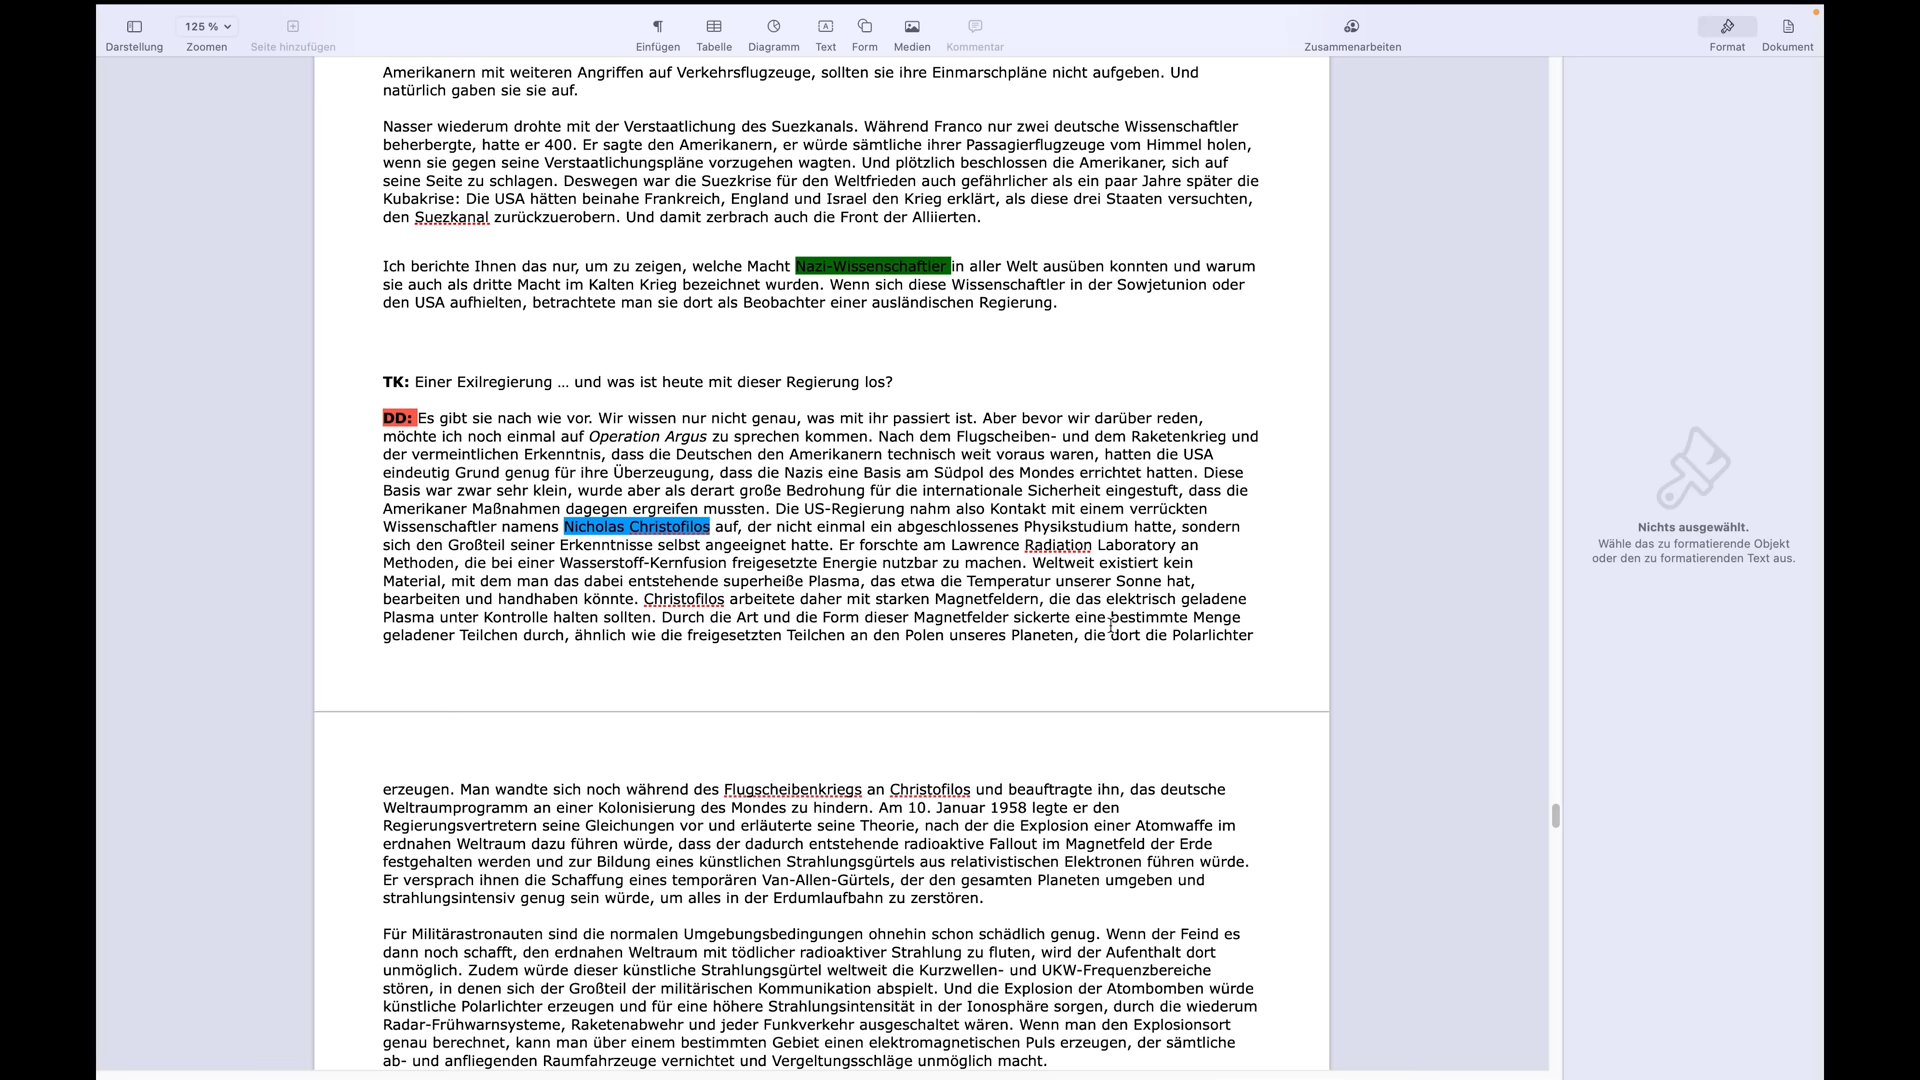 125 %
Darstellung
Zoomen
Seite hinzufügen
Einfügen
Tabelle
Diagramm
Text
Form
Medien
Kommentar
Zusammenarbeiten
Format
Dokument
Amerikanern mit weiteren Angriffen auf Verkehrsflugzeuge, sollten sie ihre Einmarschpläne nicht aufgeben. Und
natürlich gaben sie sie auf.
Nasser wiederum drohte mit der Verstaatlichung des Suezkanals. Während Franco nur zwei deutsche Wissenschaftler
beherbergte, hatte er 400. Er sagte den Amerikanern, er würde sämtliche ihrer Passagierflugzeuge vom Himmel holen,
wenn sie gegen seine Verstaatlichungspläne vorzugehen wagten. Und plötzlich beschlossen die Amerikaner, sich auf
seine Seite zu schlagen. Deswegen war die Suezkrise für den Weltfrieden auch gefährlicher als ein paar Jahre später die
Kubakrise: Die USA hätten beinahe Frankreich, England und Israel den Krieg erklärt, als diese drei Staaten versuchten,
den Suezkanal zurückzuerobern. Und damit zerbrach auch die Front der Alliierten.
Ich berichte Ihnen das nur, um zu zeigen, welche Macht Nazi-Wissenschaftler in aller Welt ausüben konnten und warum
sie auch als dritte Macht im Kalten Krieg bezeichnet wurden. Wenn sich diese Wissenschaftler in der Sowjetunion oder
den USA aufhielten, betrachtete man sie dort als Beobachter einer ausländischen Regierung.
TK: Einer Exilregierung … und was ist heute mit dieser Regierung los?
DD: Es gibt sie nach wie vor. Wir wissen nur nicht genau, was mit ihr passiert ist. Aber bevor wir darüber reden,
möchte ich noch einmal auf Operation Argus zu sprechen kommen. Nach dem Flugscheiben- und dem Raketenkrieg und
der vermeintlichen Erkenntnis, dass die Deutschen den Amerikanern technisch weit voraus waren, hatten die USA
eindeutig Grund genug für ihre Überzeugung, dass die Nazis eine Basis am Südpol des Mondes errichtet hatten. Diese
Basis war zwar sehr klein, wurde aber als derart große Bedrohung für die internationale Sicherheit eingestuft, dass die
Amerikaner Maßnahmen dagegen ergreifen mussten. Die US-Regierung nahm also Kontakt mit einem verrückten
Wissenschaftler namens Nicholas Christofilos auf, der nicht einmal ein abgeschlossenes Physikstudium hatte, sondern
sich den Großteil seiner Erkenntnisse selbst angeeignet hatte. Er forschte am Lawrence Radiation Laboratory an
Methoden, die bei einer Wasserstoff-Kernfusion freigesetzte Energie nutzbar zu machen. Weltweit existiert kein
Material, mit dem man das dabei entstehende superheiße Plasma, das etwa die Temperatur unserer Sonne hat,
bearbeiten und handhaben könnte. Christofilos arbeitete daher mit starken Magnetfeldern, die das elektrisch geladene
Plasma unter Kontrolle halten sollten. Durch die Art und die Form dieser Magnetfelder sickerte eine bestimmte Menge
geladener Teilchen durch, ähnlich wie die freigesetzten Teilchen an den Polen unseres Planeten, die dort die Polarlichter
Nichts ausgewählt.
Wähle das zu formatierende Objekt
oder den zu formatierenden Text aus.
erzeugen. Man wandte sich noch während des Flugscheibenkriegs an Christofilos und beauftragte ihn, das deutsche
Weltraumprogramm an einer Kolonisierung des Mondes zu hindern. Am 10. Januar 1958 legte er den
Regierungsvertretern seine Gleichungen vor und erläuterte seine Theorie, nach der die Explosion einer Atomwaffe im
erdnahen Weltraum dazu führen würde, dass der dadurch entstehende radioaktive Fallout im Magnetfeld der Erde
festgehalten werden und zur Bildung eines künstlichen Strahlungsgürtels aus relativistischen Elektronen führen würde.
Er versprach ihnen die Schaffung eines temporären Van-Allen-Gürtels, der den gesamten Planeten umgeben und
strahlungsintensiv genug sein würde, um alles in der Erdumlaufbahn zu zerstören.
Für Militärastronauten sind die normalen Umgebungsbedingungen ohnehin schon schädlich genug. Wenn der Feind es
dann noch schafft, den erdnahen Weltraum mit tödlicher radioaktiver Strahlung zu fluten, wird der Aufenthalt dort
unmöglich. Zudem würde dieser künstliche Strahlungsgürtel weltweit die Kurzwellen- und UKW-Frequenzbereiche
stören, in denen sich der Großteil der militärischen Kommunikation abspielt. Und die Explosion der Atombomben würde
künstliche Polarlichter erzeugen und für eine höhere Strahlungsintensität in der Ionosphäre sorgen, durch die wiederum
Radar-Frühwarnsysteme, Raketenabwehr und jeder Funkverkehr ausgeschaltet wären. Wenn man den Explosionsort
genau berechnet, kann man über einem bestimmten Gebiet einen elektromagnetischen Puls erzeugen, der sämtliche
ab- und anfliegenden Raumfahrzeuge vernichtet und Vergeltungsschläge unmöglich macht.